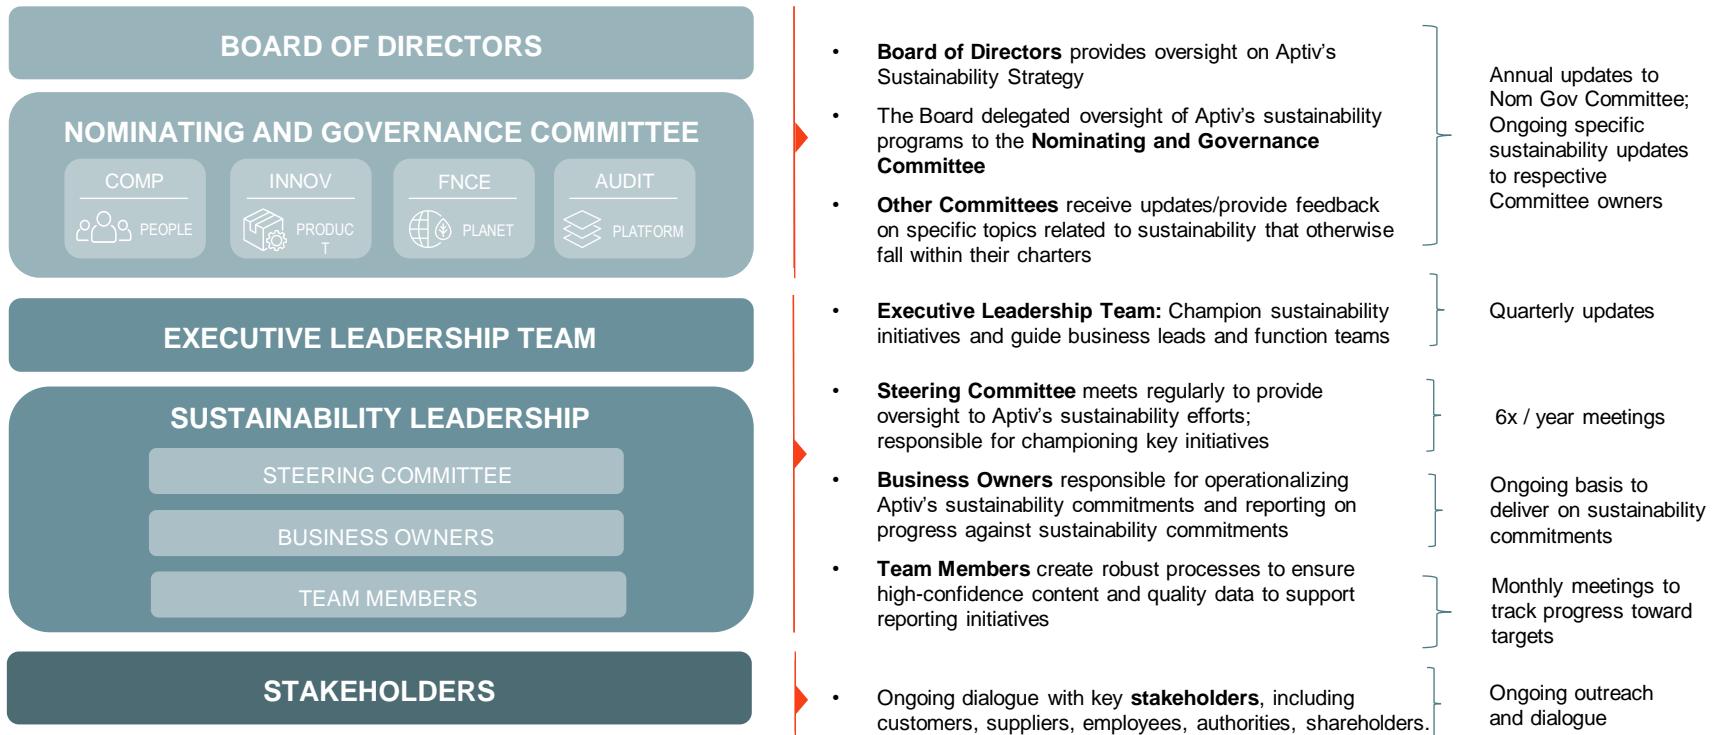 BOARD OF DIRECTORS
NOMINATING AND GOVERNANCE COMMITTEE
COMP
PEOPLE
INNOV
PRODUC
T
FNCE
PLANET
AUDIT
PLATFORM
EXECUTIVE LEADERSHIP TEAM
SUSTAINABILITY LEADERSHIP
STEERING COMMITTEE
BUSINESS OWNERS
TEAM MEMBERS
STAKEHOLDERS
• Board of Directors provides oversight on Aptiv's
Sustainability Strategy
• The Board delegated oversight of Aptiv's sustainability
programs to the Nominating and Governance
Committee
• Other Committees receive updates/provide feedback
on specific topics related to sustainability that otherwise
fall within their charters
• Executive Leadership Team: Champion sustainability
initiatives and guide business leads and function teams
• Steering Committee meets regularly to provide
oversight to Aptiv's sustainability efforts;
responsible for championing key initiatives
• Business Owners responsible for operationalizing
Aptiv's sustainability commitments and reporting on
progress against sustainability commitments
• Team Members create robust processes to ensure
high-confidence content and quality data to support
reporting initiatives
• Ongoing dialogue with key stakeholders, including
customers, suppliers, employees, authorities, shareholders.
Annual updates to
Nom Gov Committee;
Ongoing specific
sustainability updates
to respective
Committee owners
Quarterly updates
6x / year meetings
Ongoing basis to
deliver on sustainability
commitments
Monthly meetings to
track progress toward
targets
Ongoing outreach
and dialogue